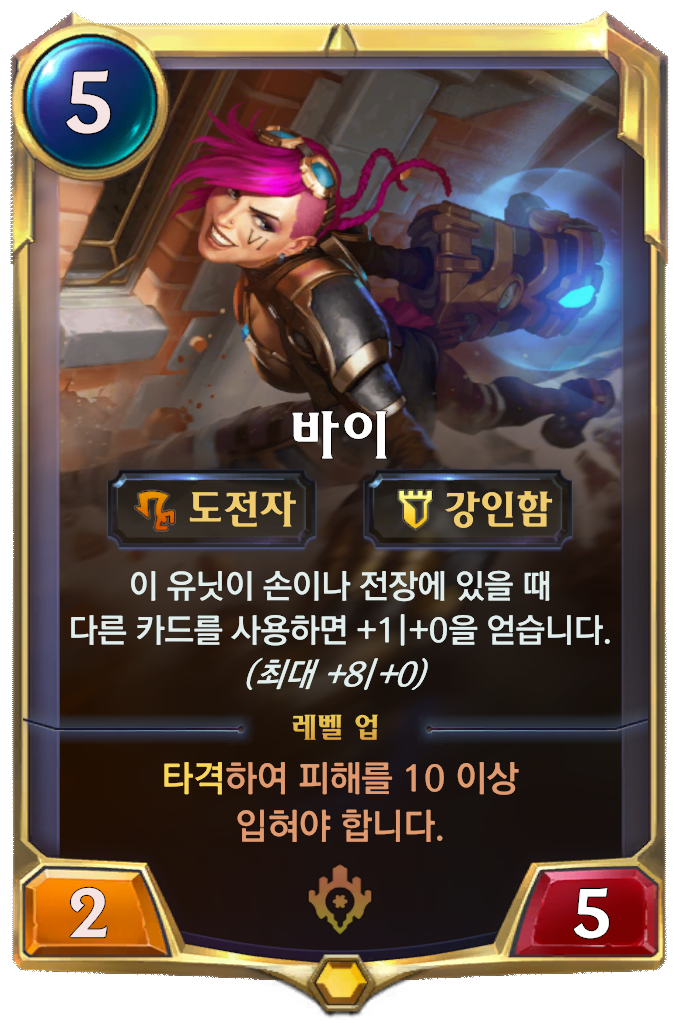 5
VI
바이
도전자
강인함
이 유닛이 손이나 전장에 있을 때
다른 카드를 사용하면 +1|+0을 얻습니다.
(최대 +8|+0)
레벨 업
타격하여 피해를 10 이상
입혀야 합니다.
2
5